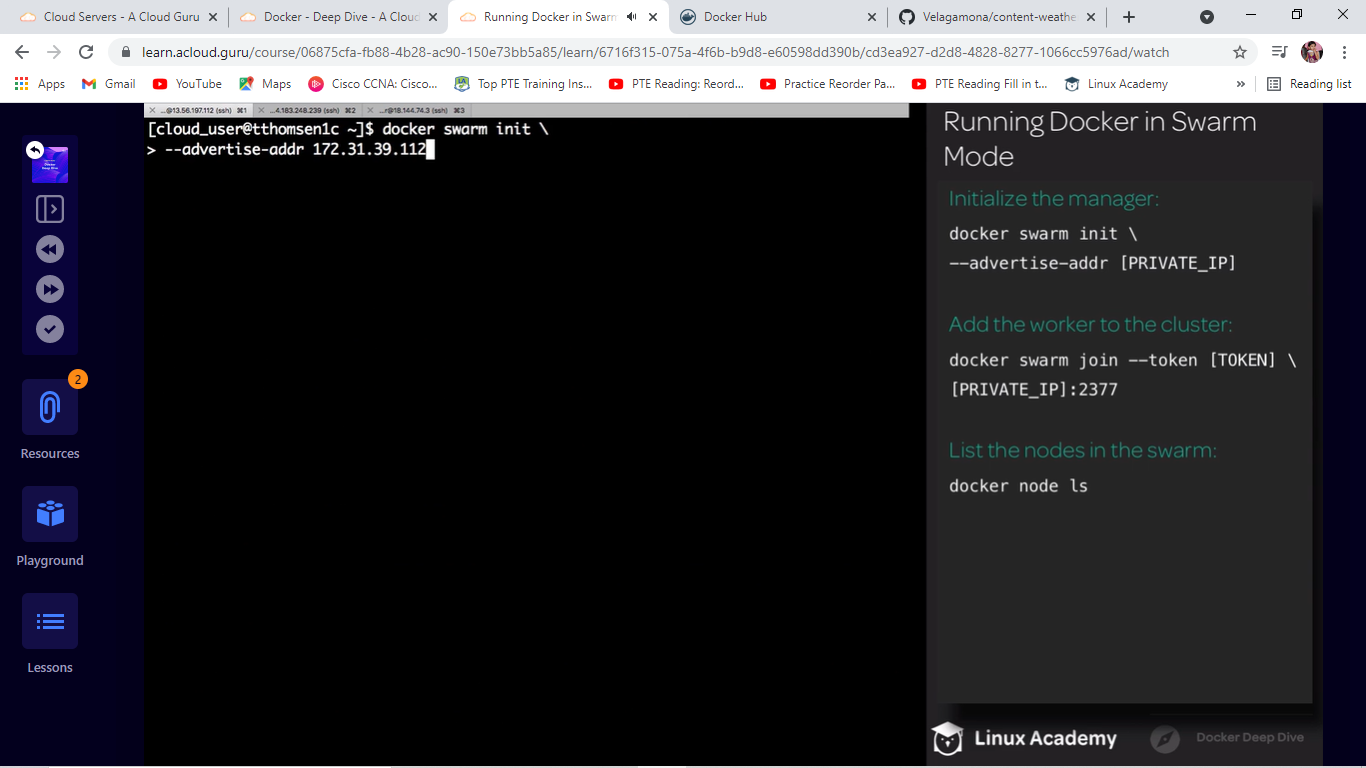 Cloud Servers - A Cloud Guru
Docker - Deep Dive - A Cloud
Running Docker in Swarm
Docker Hub
Velagamona/content-weathe
learn.acloud.guru/course/06875cfa-fb88-4b28-ac90-150e73bb5a85/learn/6716f315-075a-4f6b-b9d8-e60598dd390b/cd3ea927-d2d8-4828-8277-1066cc5976ad/watch
Apps
Gmail
YouTube
Maps
Cisco CCNA: Cisco...
Top PTE Training Ins...
PTE Reading: Reord...
Practice Reorder Pa...
PTE Reading Fill in t...
Linux Academy
»
Reading list
...@13.56.197.112 (ssh) ⌘1
...4.183.248.239 (ssh) ⌘2
...r@18.144.74.3 (ssh) ⌘3
[cloud_user@tthomsen1c ~]$ docker swarm init \
> --advertise-addr 172.31.39.112
2
Resources
Playground
Lessons
Running Docker in Swarm
Mode
Initialize the manager:
docker swarm init \
--advertise-addr [PRIVATE_IP]
Add the worker to the cluster:
docker swarm join --token [TOKEN] \
[PRIVATE_IP]:2377
List the nodes in the swarm:
docker node ls
Linux Academy
Docker Deep Dive